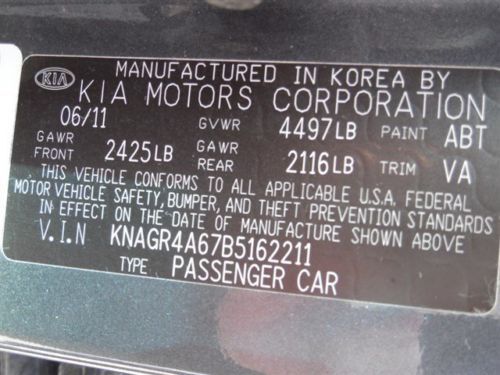 KIA MANUFACTURED IN KOREA BY
KIA MOTORS CORPORATION
06/11 GVWR 4497LB PAINT ABT
GAWR FRONT 2425LB GAWR REAR 2116LB TRIM VA
THIS VEHICLE CONFORMS TO ALL APPLICABLE U.S.A. FEDERAL
MOTOR VEHICLE SAFETY, BUMPER, AND THEFT PREVENTION STANDARDS
IN EFFECT ON THE DATE OF MANUFACTURE SHOWN ABOVE
V.I.N KNAGR4A67B5162211
TYPE PASSENGER CAR